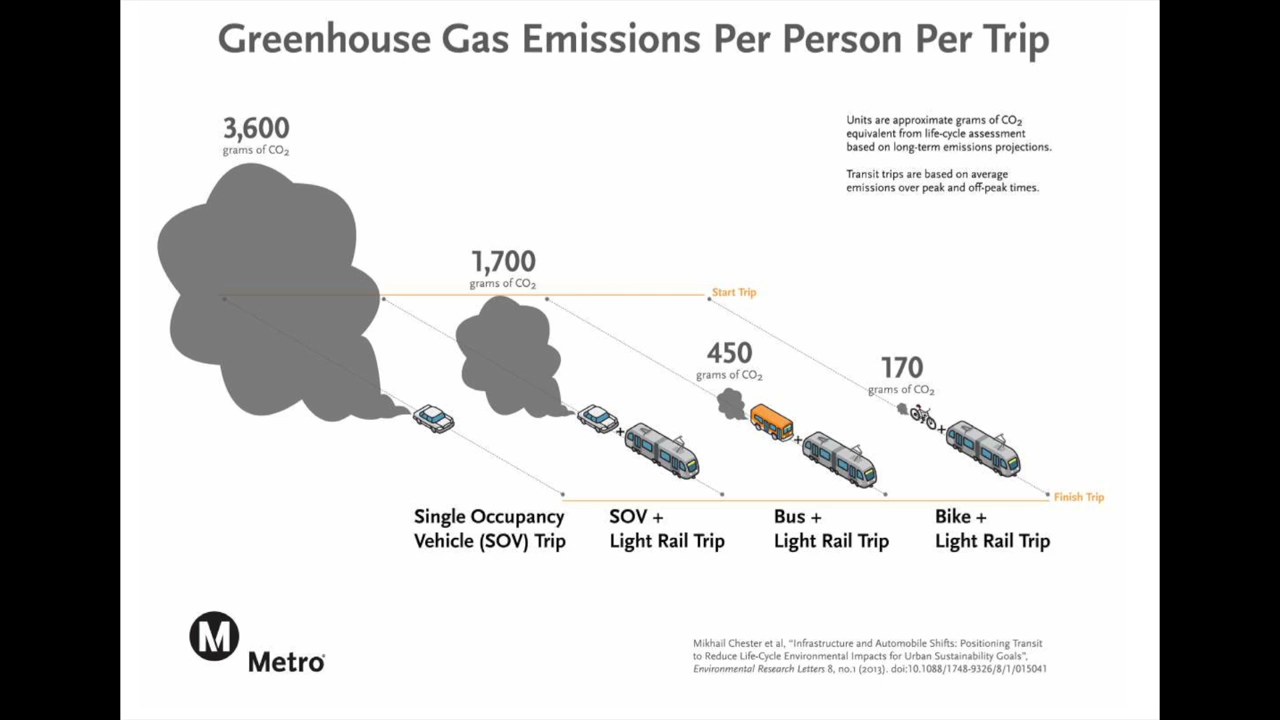 Greenhouse Gas Emissions Per Person Per Trip
3,600
grams of CO₂
Units are approximate grams of CO₂
equivalent from life-cycle assessment
based on long-term emissions projections.
Transit trips are based on average
emissions over peak and off-peak times.
1,700
grams of CO₂
Start Trip
450
grams of CO₂
170
grams of CO₂
+
+
+
Finish Trip
Single Occupancy
Vehicle (SOV) Trip
SOV +
Light Rail Trip
Bus +
Light Rail Trip
Bike +
Light Rail Trip
M
Metro
Mikhail Chester et al, "Infrastructure and Automobile Shifts: Positioning Transit
to Reduce Life-Cycle Environmental Impacts for Urban Sustainability Goals",
Environmental Research Letters 8, no.1 (2013). doi:10.1088/1748-9326/8/1/015041